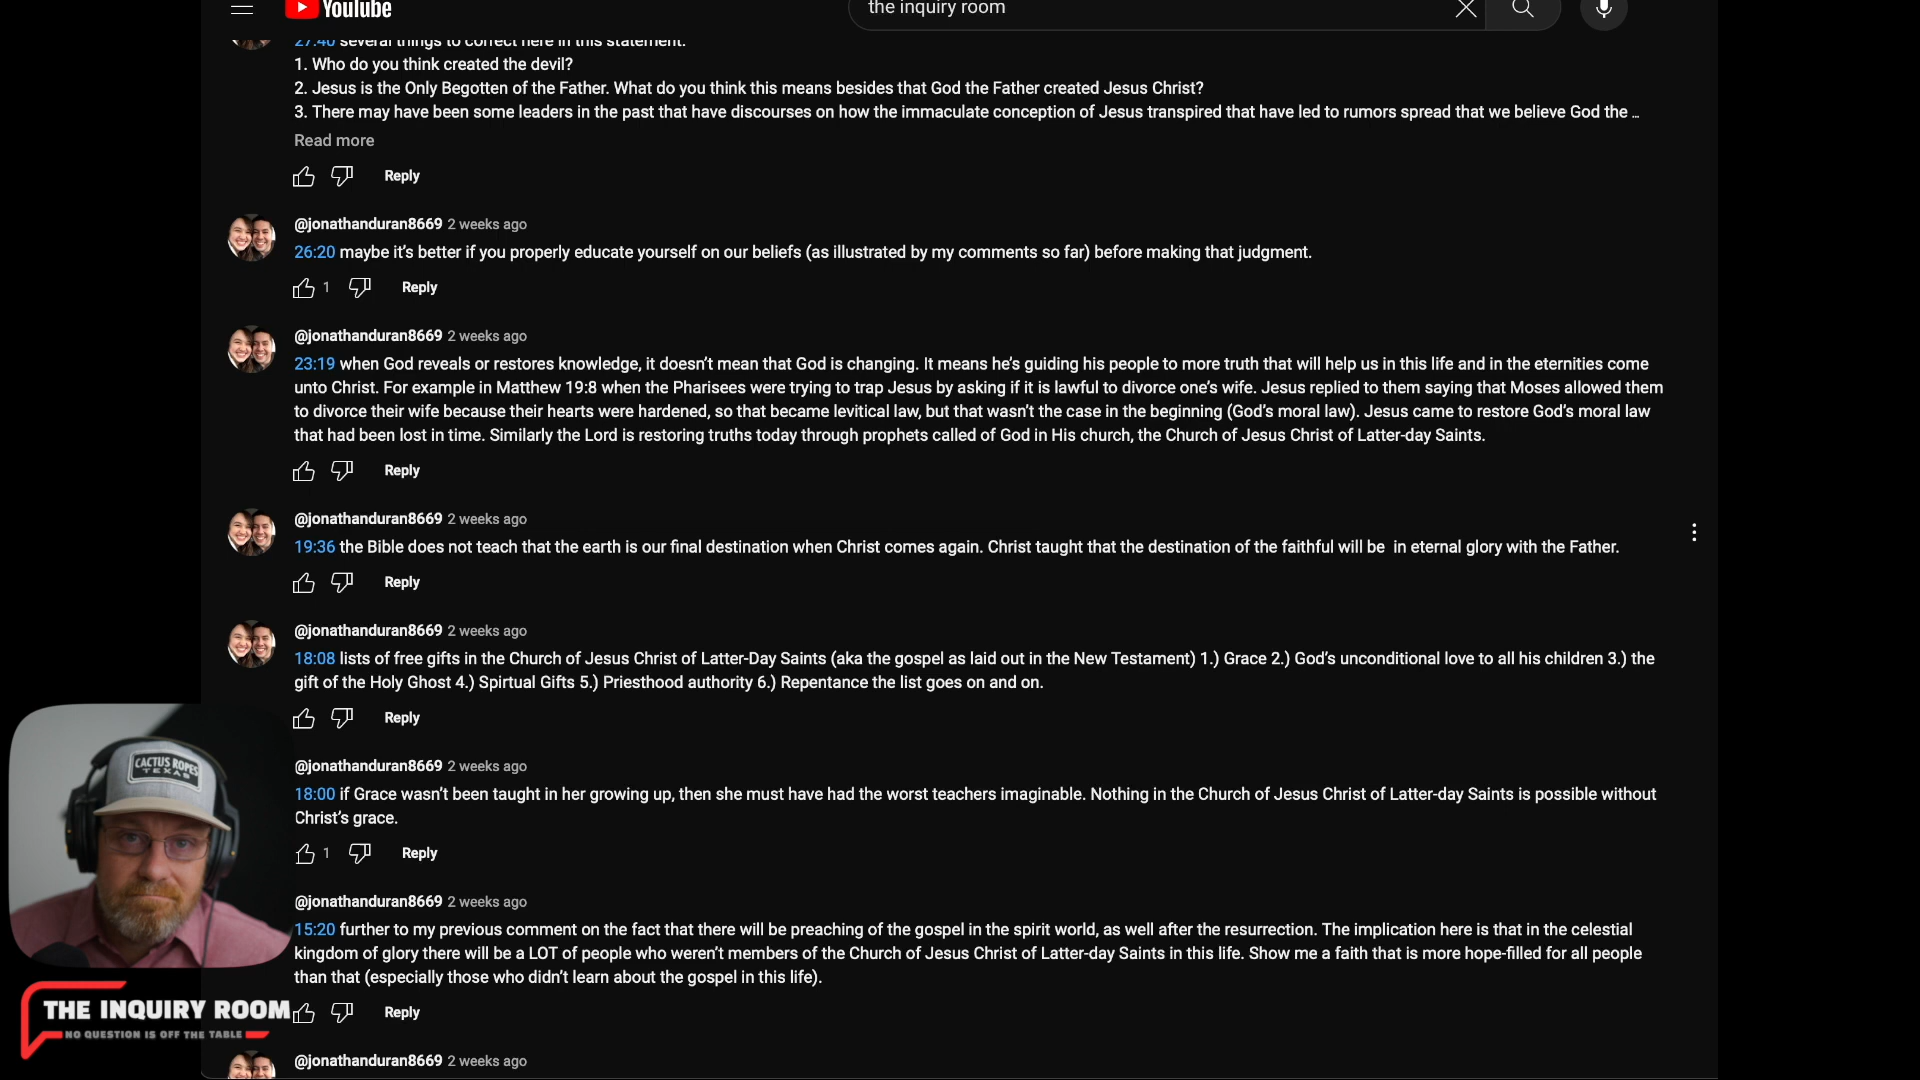 YouTube
the inquiry room
27:40 several things to correct here in this statement.
1. Who do you think created the devil?
2. Jesus is the Only Begotten of the Father. What do you think this means besides that God the Father created Jesus Christ?
3. There may have been some leaders in the past that have discourses on how the immaculate conception of Jesus transpired that have led to rumors spread that we believe God the …
Read more
Reply
@jonathanduran8669 2 weeks ago
26:20 maybe it's better if you properly educate yourself on our beliefs (as illustrated by my comments so far) before making that judgment.
1 Reply
@jonathanduran8669 2 weeks ago
23:19 when God reveals or restores knowledge, it doesn't mean that God is changing. It means he's guiding his people to more truth that will help us in this life and in the eternities come
unto Christ. For example in Matthew 19:8 when the Pharisees were trying to trap Jesus by asking if it is lawful to divorce one's wife. Jesus replied to them saying that Moses allowed them
to divorce their wife because their hearts were hardened, so that became levitical law, but that wasn't the case in the beginning (God's moral law). Jesus came to restore God's moral law
that had been lost in time. Similarly the Lord is restoring truths today through prophets called of God in His church, the Church of Jesus Christ of Latter-day Saints.
Reply
@jonathanduran8669 2 weeks ago
19:36 the Bible does not teach that the earth is our final destination when Christ comes again. Christ taught that the destination of the faithful will be in eternal glory with the Father.
Reply
@jonathanduran8669 2 weeks ago
18:08 lists of free gifts in the Church of Jesus Christ of Latter-Day Saints (aka the gospel as laid out in the New Testament) 1.) Grace 2.) God's unconditional love to all his children 3.) the
gift of the Holy Ghost 4.) Spirtual Gifts 5.) Priesthood authority 6.) Repentance the list goes on and on.
Reply
@jonathanduran8669 2 weeks ago
18:00 if Grace wasn't been taught in her growing up, then she must have had the worst teachers imaginable. Nothing in the Church of Jesus Christ of Latter-day Saints is possible without
Christ's grace.
1 Reply
@jonathanduran8669 2 weeks ago
15:20 further to my previous comment on the fact that there will be preaching of the gospel in the spirit world, as well after the resurrection. The implication here is that in the celestial
kingdom of glory there will be a LOT of people who weren't members of the Church of Jesus Christ of Latter-day Saints in this life. Show me a faith that is more hope-filled for all people
than that (especially those who didn't learn about the gospel in this life).
Reply
@jonathanduran8669 2 weeks ago
CACTUS ROPES
TEXAS
THE INQUIRY ROOM
NO QUESTION IS OFF THE TABLE